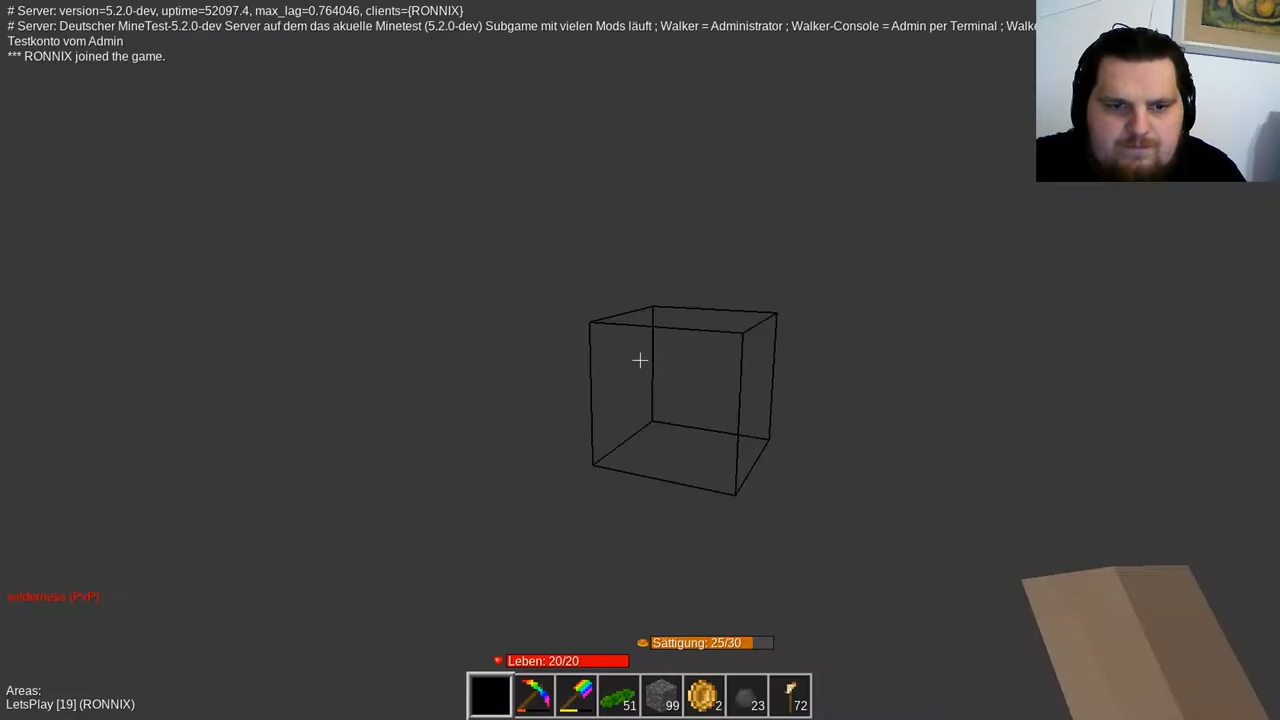 # Server: version=5.2.0-dev, uptime=52097.4, max_lag=0.764046, clients={RONNIX}
# Server: Deutscher MineTest-5.2.0-dev Server auf dem das akuelle Minetest (5.2.0-dev) Subgame mit vielen Mods läuft ; Walker = Administrator ; Walker-Console = Admin per Terminal ;
Testkonto vom Admin
*** RONNIX joined the game.
wilderness (PvP)
Sättigung: 25/30
Leben: 20/20
51 99 2 23 72
Areas:
LetsPlay [19] (RONNIX)